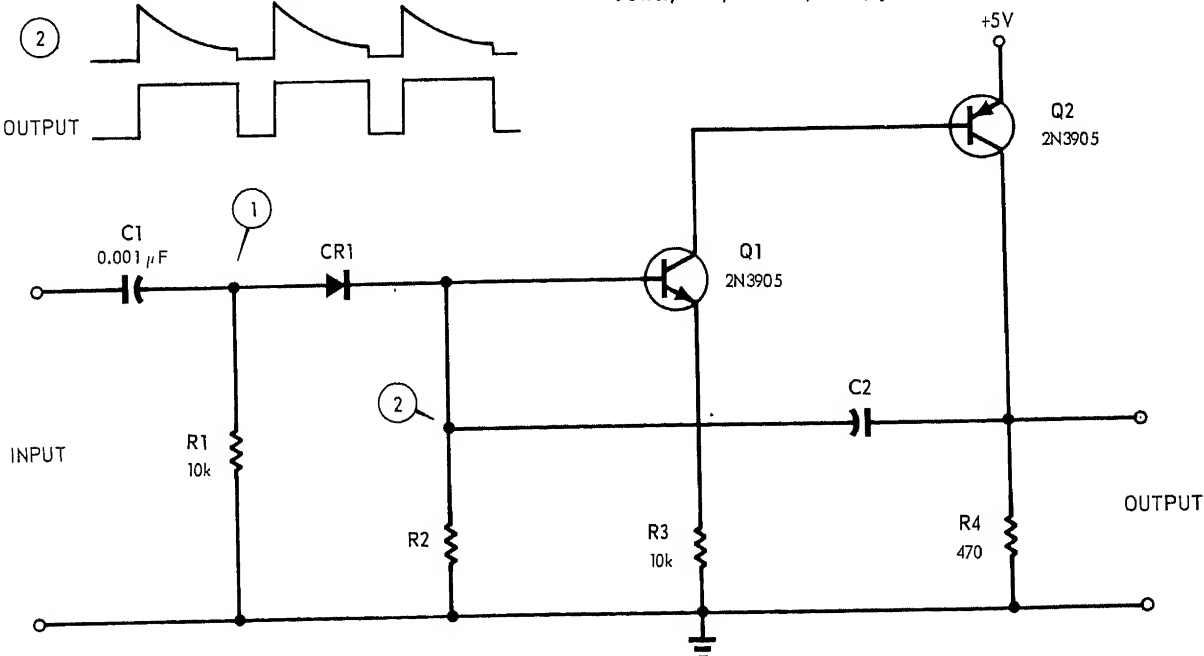 +5V
2
OUTPUT
Q2
2N3905
1
C1
0.001 μF
CR1
Q1
2N3905
2
C2
INPUT
R1
10k
R2
R3
10k
R4
470
OUTPUT